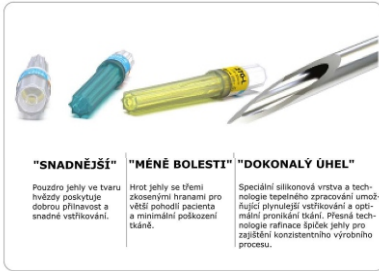 "SNADNĚJŠÍ"
Pouzdro jehly ve tvaru
hvězdy poskytuje
dobrou přilnavost a
snadné vstřikování.
"MÉNĚ BOLESTI"
Hrot jehly se třemi
zkosenými hranami pro
větší pohodlí pacienta
a minimální poškození
tkáně.
"DOKONALÝ ÚHEL"
Speciální silikonová vrstva a tech-
nologie tepelného zpracování umož-
ňující plynulejší vstřikování a opti-
mální pronikání tkání. Přesná tech-
nologie rafinace špiček jehly pro
zajištění konzistentního výrobního
procesu.